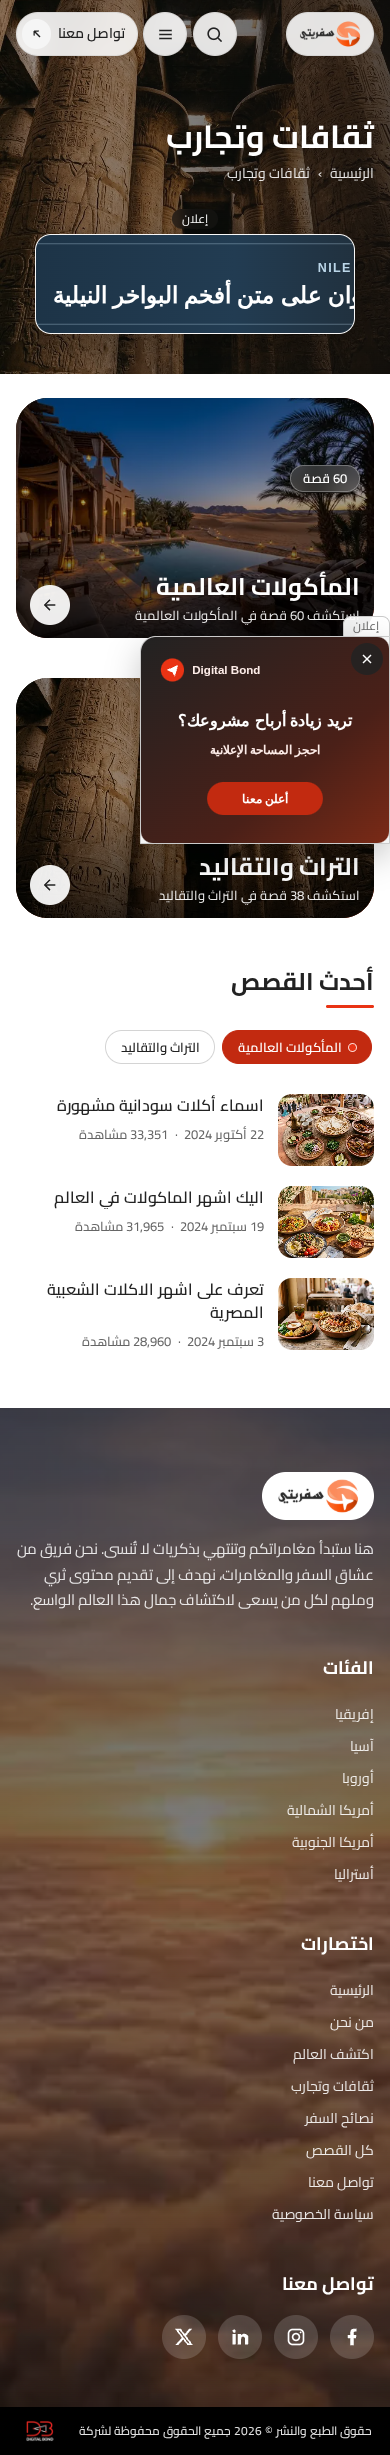 سفريتي
تواصل معنا
ثقافات وتجارب
الرئيسية › ثقافات وتجارب
إعلان
NILE
على متن أفخم البواخر النيلية
60 قصة
المأكولات العالمية
استكشف 60 قصة في المأكولات العالمية
إعلان
Digital Bond
تريد زيادة أرباح مشروعك؟
احجز المساحة الإعلانية
أعلن معنا
التراث والتقاليد
استكشف 38 قصة في التراث والتقاليد
أحدث القصص
المأكولات العالمية
التراث والتقاليد
اسماء أكلات سودانية مشهورة
22 أكتوبر 2024 · 33,351 مشاهدة
اليك اشهر الماكولات في العالم
19 سبتمبر 2024 · 31,965 مشاهدة
تعرف على اشهر الاكلات الشعبية
المصرية
3 سبتمبر 2024 · 28,960 مشاهدة
سفريتي
هنا ستبدأ مغامراتكم وتنتهي بذكريات لا تُنسى. نحن فريق من
عشاق السفر والمغامرات، نهدف إلى تقديم محتوى ثري
وملهم لكل من يسعى لاكتشاف جمال هذا العالم الواسع.
الفئات
إفريقيا
آسيا
أوروبا
أمريكا الشمالية
أمريكا الجنوبية
أستراليا
اختصارات
الرئيسية
من نحن
اكتشف العالم
ثقافات وتجارب
نصائح السفر
كل القصص
تواصل معنا
سياسة الخصوصية
تواصل معنا
حقوق الطبع والنشر © 2026 جميع الحقوق محفوظة لشركة
DIGITAL BOND